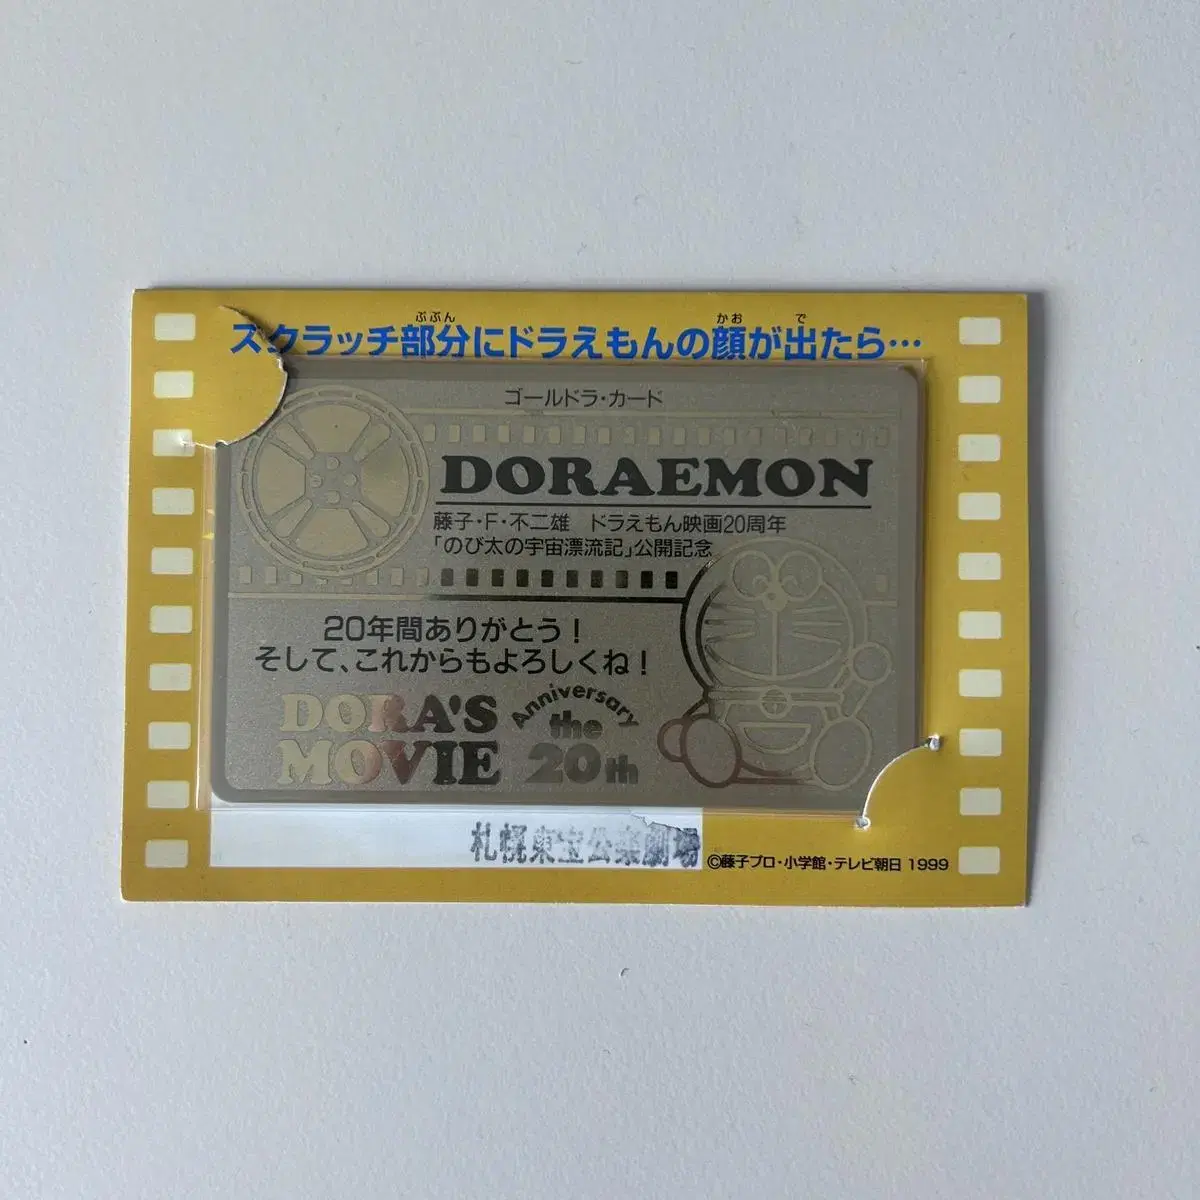 スクラッチ部分にドラえもんの顔が出たら…
ゴールドラ・カード
DORAEMON
藤子・F・不二雄 ドラえもん映画20周年
「のび太の宇宙漂流記」公開記念
20年間ありがとう！
そして、これからもよろしくね！
DORA'S MOVIE
Anniversary the 20th
札幌東宝公楽劇場
©藤子プロ・小学館・テレビ朝日 1999